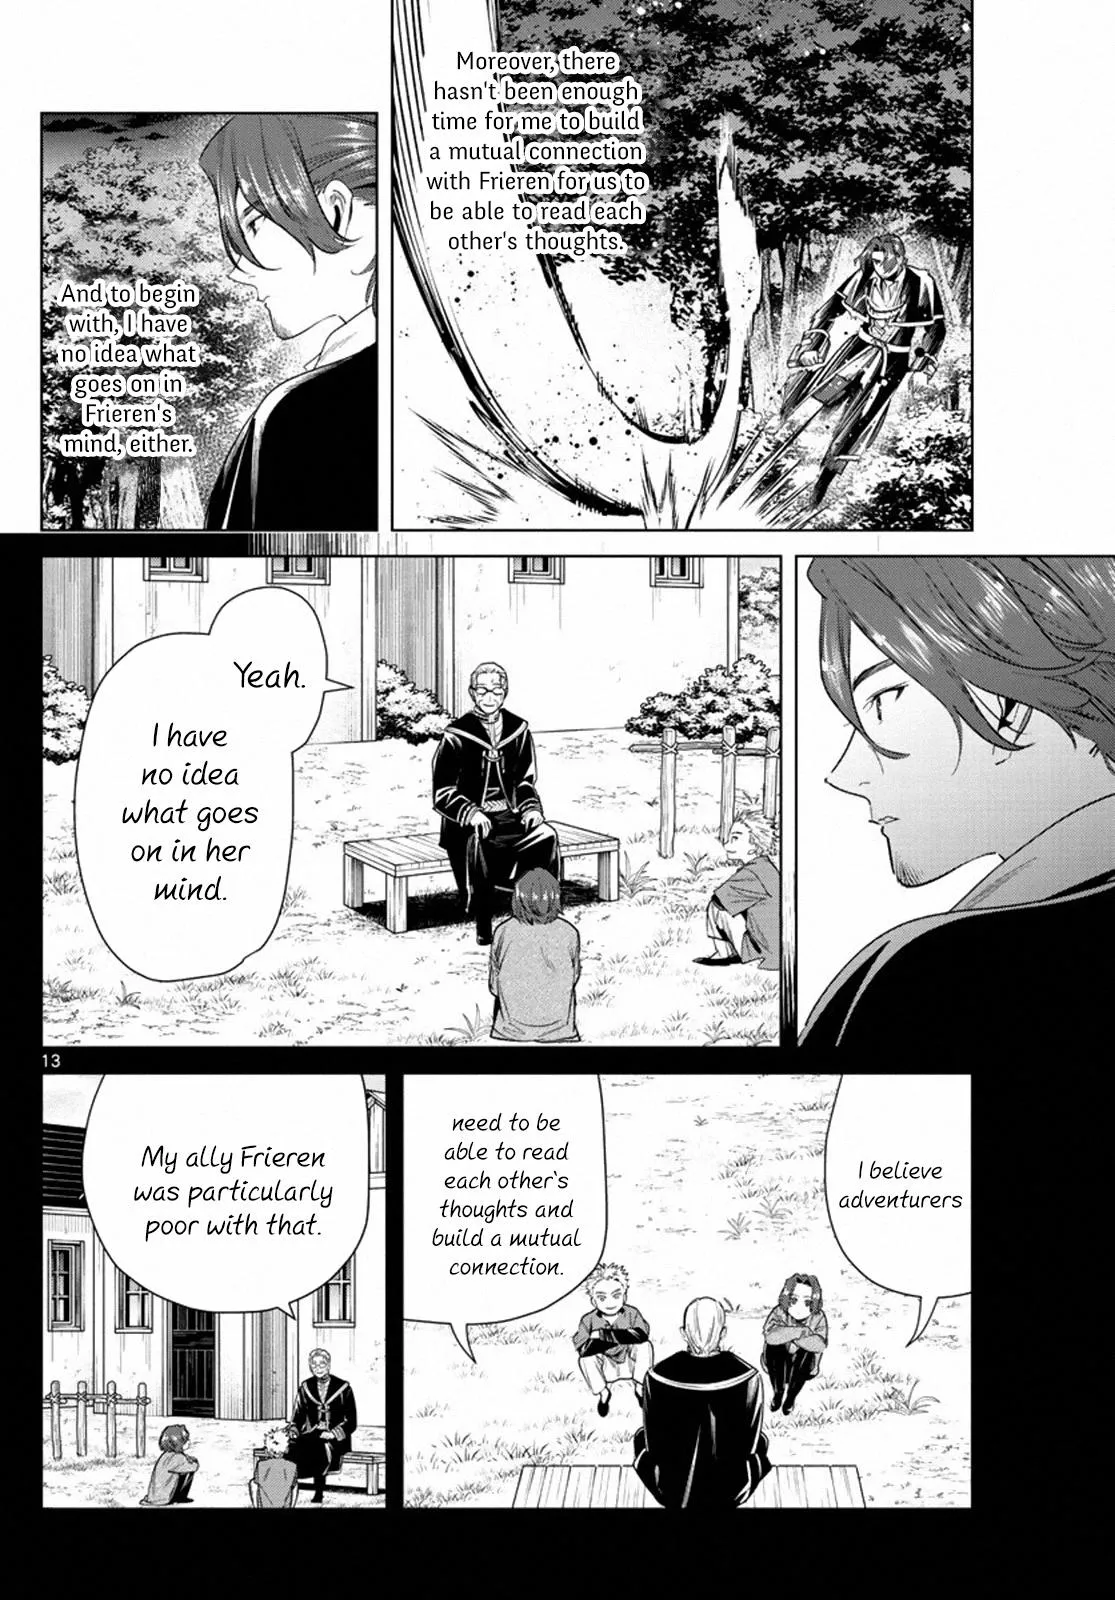 Moreover, there
hasn't been enough
time for me to build
a mutual connection
with Frieren for us to
be able to read each
other's thoughts.
And to begin
with, I have
no idea what
goes on in
Frieren's
mind, either.
Yeah.
I have
no idea
what goes
on in her
mind.
I believe
adventurers
need to be
able to read
each other`s
thoughts and
build a mutual
connection.
My ally Frieren
was particularly
poor with that.
13